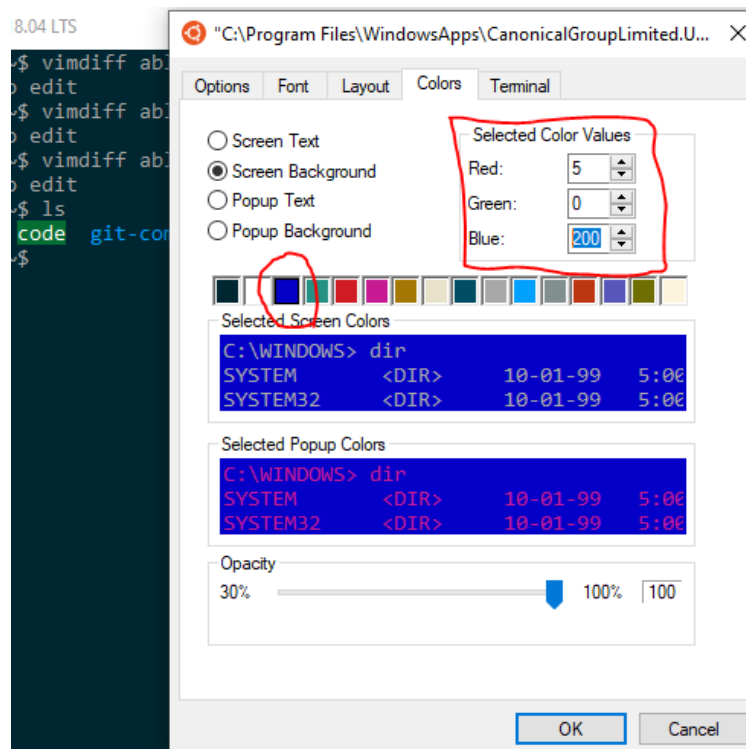 8.04 LTS
"C:\Program Files\WindowsApps\CanonicalGroupLimited.U...
~$ vimdiff abl
o edit
~$ vimdiff abl
o edit
~$ vimdiff abl
o edit
~$ ls
code git-con
~$
Options Font Layout Colors Terminal
Screen Text
Screen Background
Popup Text
Popup Background
Selected Color Values
Red: 5
Green: 0
Blue: 200
Selected Screen Colors
C:\WINDOWS> dir
SYSTEM <DIR> 10-01-99 5:00
SYSTEM32 <DIR> 10-01-99 5:00
Selected Popup Colors
C:\WINDOWS> dir
SYSTEM <DIR> 10-01-99 5:00
SYSTEM32 <DIR> 10-01-99 5:00
Opacity
30% 100% 100
OK Cancel